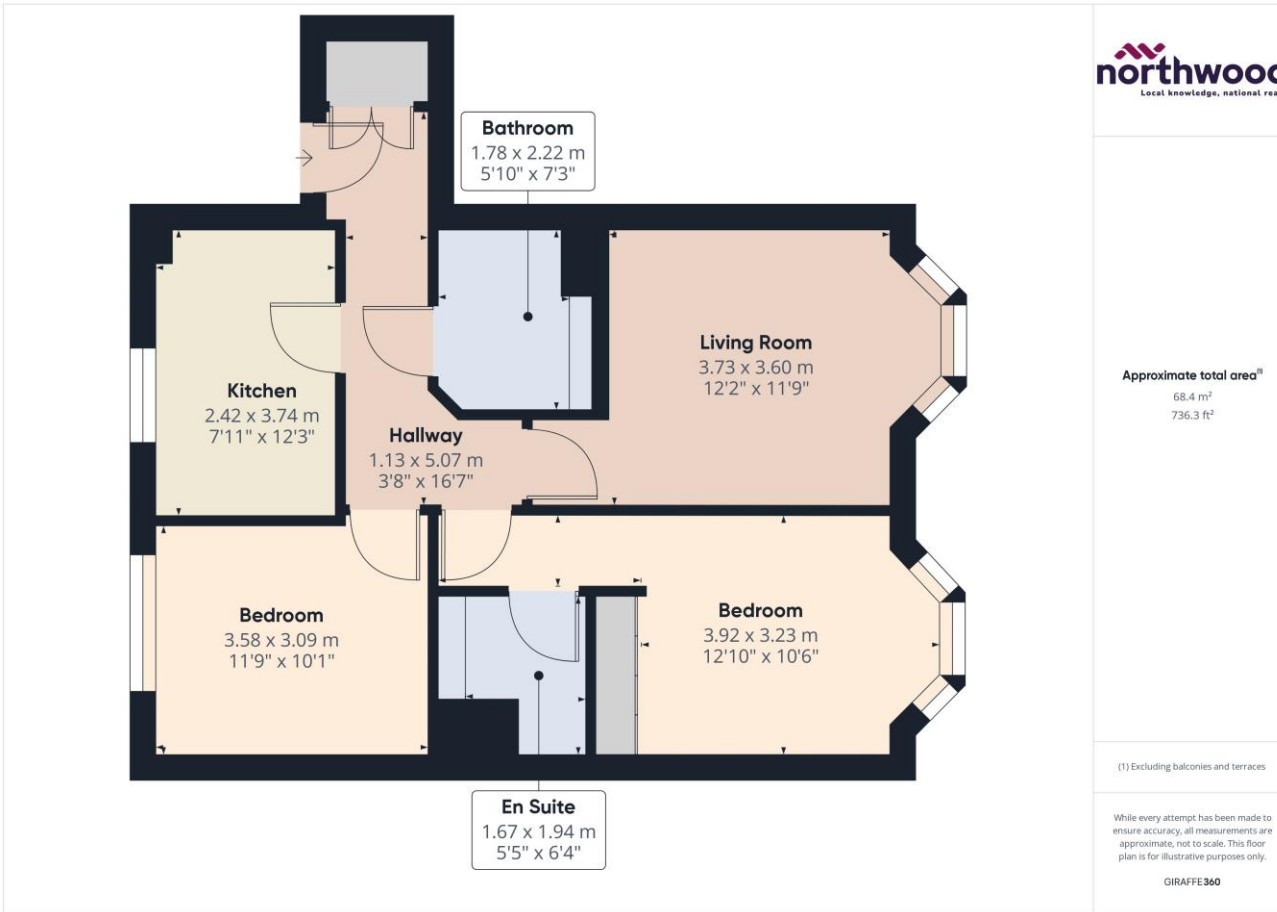 Bathroom
1.78 x 2.22 m
5'10" x 7'3"
Living Room
3.73 x 3.60 m
12'2" x 11'9"
Kitchen
2.42 x 3.74 m
7'11" x 12'3"
Hallway
1.13 x 5.07 m
3'8" x 16'7"
Bedroom
3.58 x 3.09 m
11'9" x 10'1"
Bedroom
3.92 x 3.23 m
12'10" x 10'6"
En Suite
1.67 x 1.94 m
5'5" x 6'4"
northwood
Local knowledge, national rea
Approximate total area(1)
68.4 m²
736.3 ft²
(1) Excluding balconies and terraces
While every attempt has been made to
ensure accuracy, all measurements are
approximate, not to scale. This floor
plan is for illustrative purposes only.
GIRAFFE360